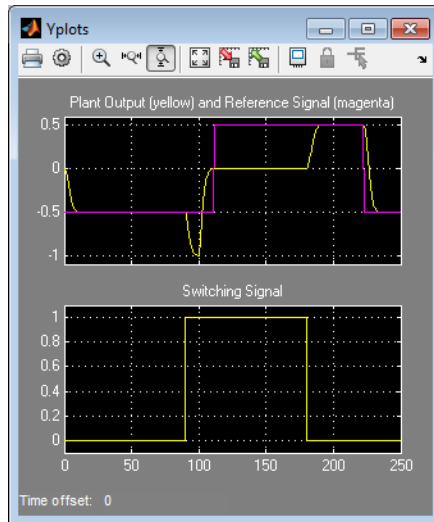 Yplots
Plant Output (yellow) and Reference Signal (magenta)
0.5
0
-0.5
-1
Switching Signal
1
0.8
0.6
0.4
0.2
0
0 50 100 150 200 250
Time offset: 0